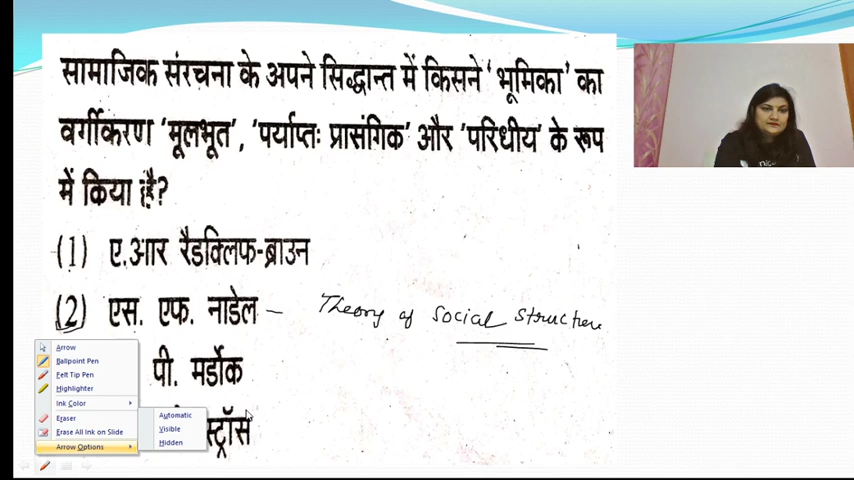 सामाजिक संरचना के अपने सिद्धान्त में किसने 'भूमिका' का
वर्गीकरण 'मूलभूत', 'पर्याप्तः प्रासंगिक' और 'परिधीय' के रूप
में किया है?
(1) ए.आर रैडक्लिफ-ब्राउन
(2) एस. एफ. नाडेल – Theory of Social Structure
पी. मर्डोक
स्ट्रॉस
Arrow
Ballpoint Pen
Felt Tip Pen
Highlighter
Ink Color
Eraser
Erase All Ink on Slide
Arrow Options
Automatic
Visible
Hidden